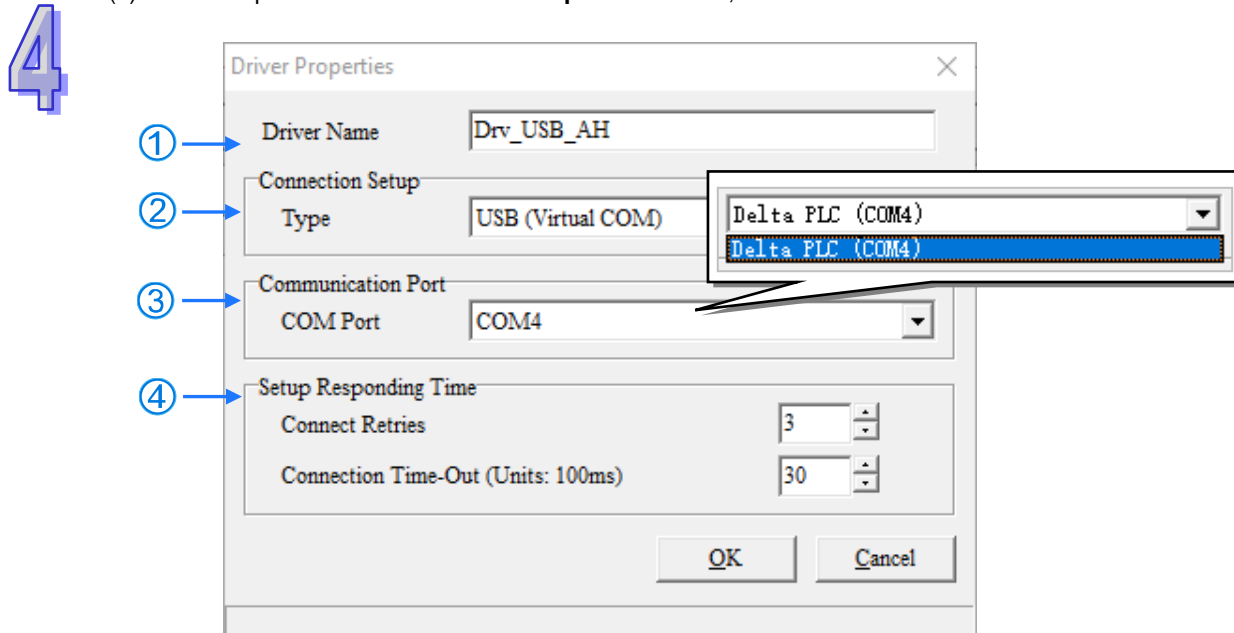 4
Driver Properties
① Driver Name Drv_USB_AH
Connection Setup
② Type USB (Virtual COM)
Delta PLC (COM4)
Delta PLC (COM4)
Communication Port
③ COM Port COM4
④ Setup Responding Time
Connect Retries 3
Connection Time-Out (Units: 100ms) 30
OK Cancel